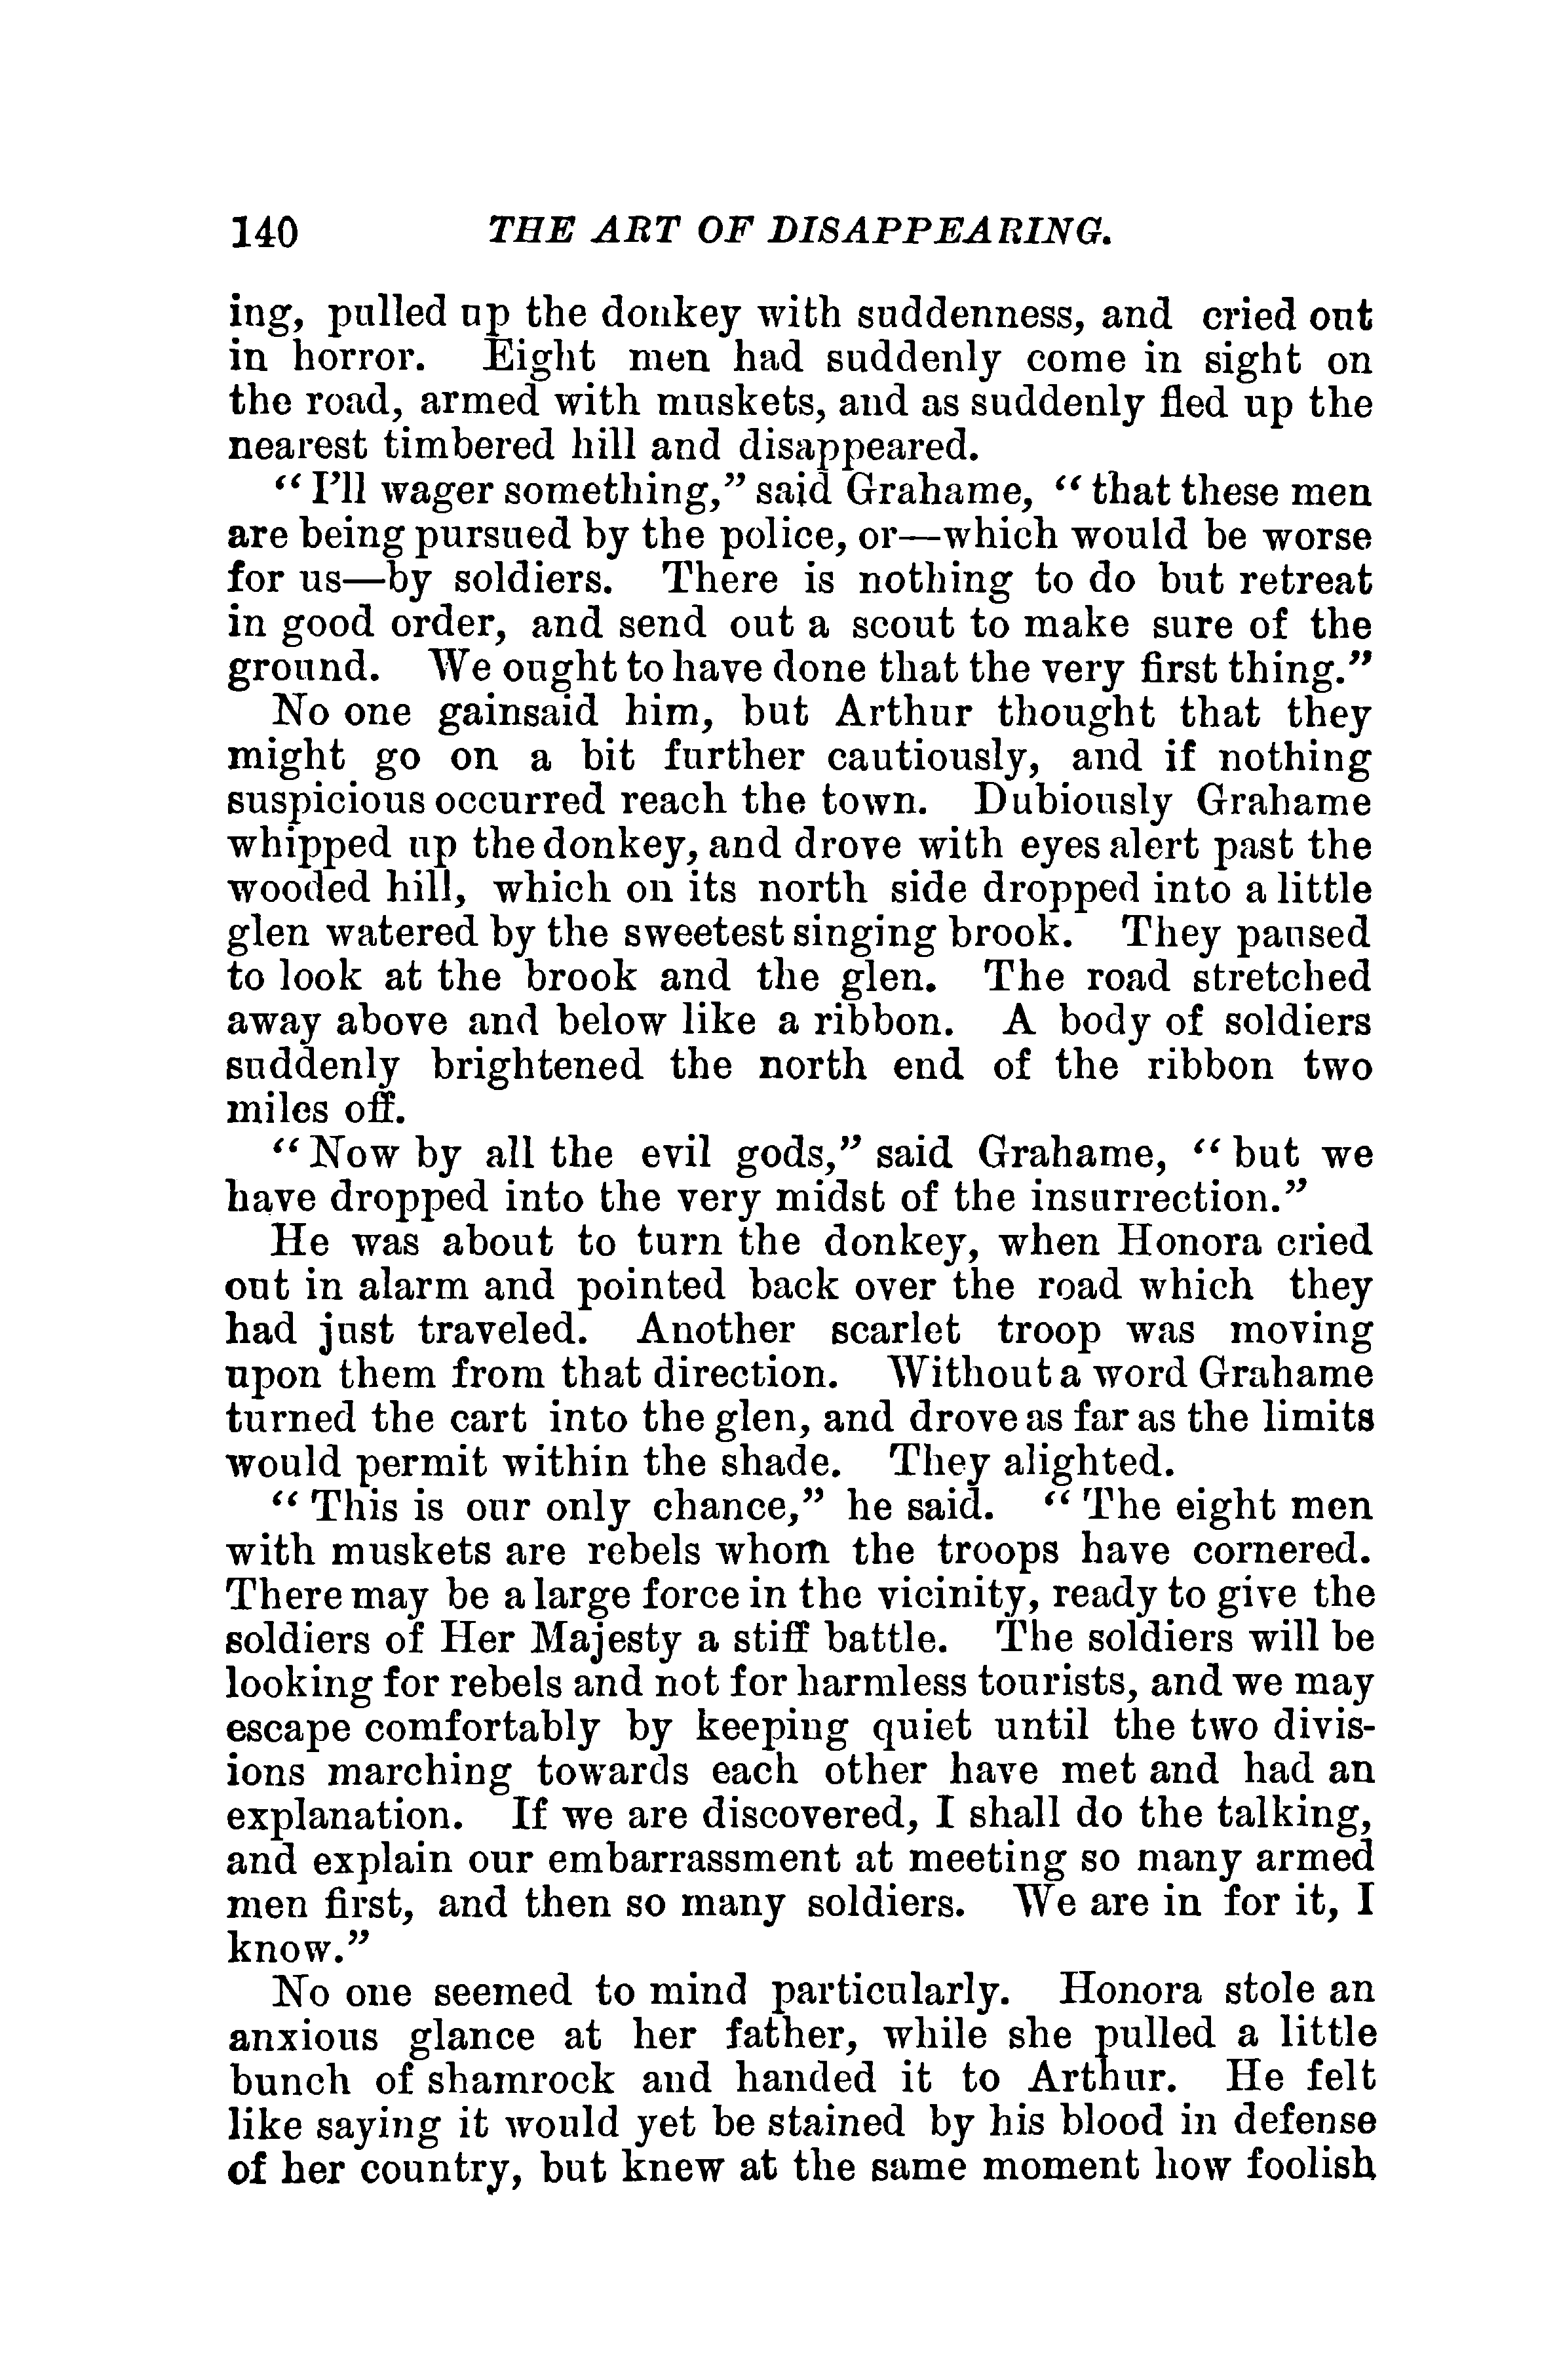 140 THE ART OF DISAPPEARING.
ing, pulled up the donkey with suddenness, and cried out
in horror. Eight men had suddenly come in sight on
the road, armed with muskets, and as suddenly fled up the
nearest timbered hill and disappeared.
“I’ll wager something,” said Grahame, “that these men
are being pursued by the police, or—which would be worse
for us—by soldiers. There is nothing to do but retreat
in good order, and send out a scout to make sure of the
ground. We ought to have done that the very first thing.”
No one gainsaid him, but Arthur thought that they
might go on a bit further cautiously, and if nothing
suspicious occurred reach the town. Dubiously Grahame
whipped up the donkey, and drove with eyes alert past the
wooded hill, which on its north side dropped into a little
glen watered by the sweetest singing brook. They paused
to look at the brook and the glen. The road stretched
away above and below like a ribbon. A body of soldiers
suddenly brightened the north end of the ribbon two
miles off.
“Now by all the evil gods,” said Grahame, “but we
have dropped into the very midst of the insurrection.”
He was about to turn the donkey, when Honora cried
out in alarm and pointed back over the road which they
had just traveled. Another scarlet troop was moving
upon them from that direction. Without a word Grahame
turned the cart into the glen, and drove as far as the limits
would permit within the shade. They alighted.
“This is our only chance,” he said. “The eight men
with muskets are rebels whom the troops have cornered.
There may be a large force in the vicinity, ready to give the
soldiers of Her Majesty a stiff battle. The soldiers will be
looking for rebels and not for harmless tourists, and we may
escape comfortably by keeping quiet until the two divis-
ions marching towards each other have met and had an
explanation. If we are discovered, I shall do the talking,
and explain our embarrassment at meeting so many armed
men first, and then so many soldiers. We are in for it, I
know.”
No one seemed to mind particularly. Honora stole an
anxious glance at her father, while she pulled a little
bunch of shamrock and handed it to Arthur. He felt
like saying it would yet be stained by his blood in defense
of her country, but knew at the same moment how foolish